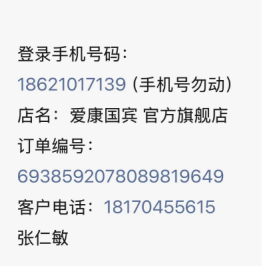 登录手机号码：
18621017139（手机号勿动）
店名：爱康国宾 官方旗舰店
订单编号：
6938592078089819649
客户电话：18170455615
张仁敏